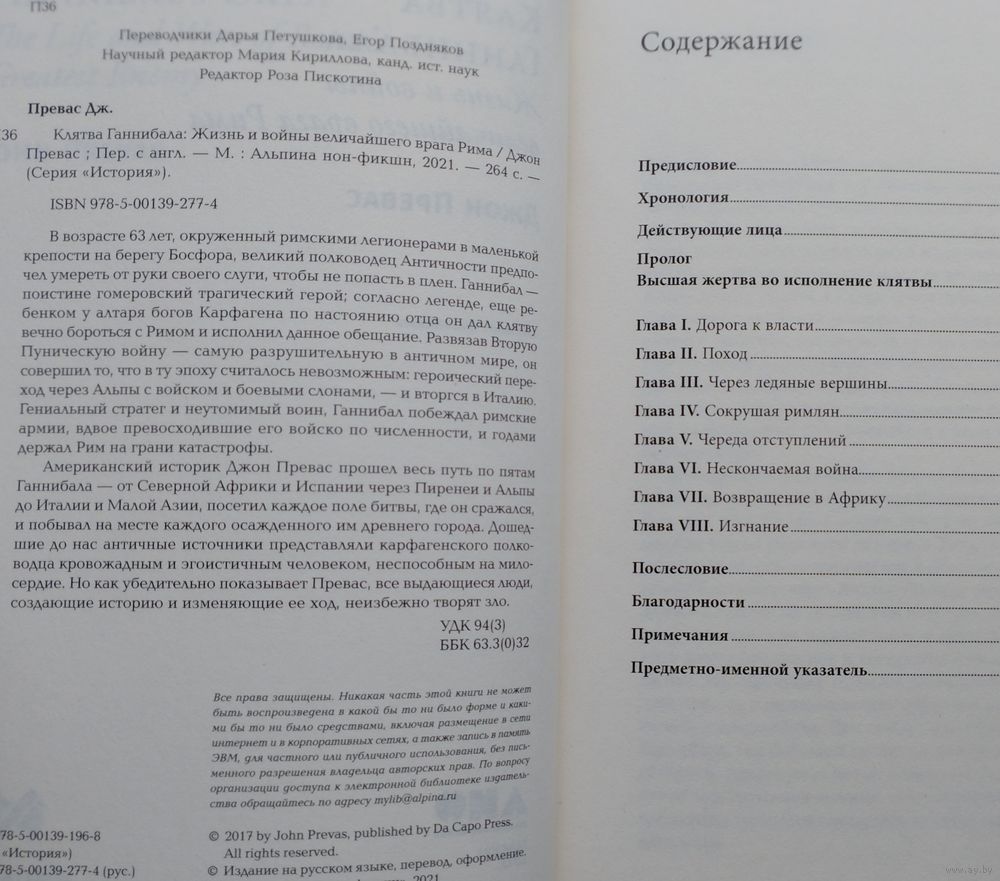 П36
Переводчики Дарья Петушкова, Егор Поздняков
Научный редактор Мария Кириллова, канд. ист. наук
Редактор Роза Пискотина
Превас Дж.
36 Клятва Ганнибала: Жизнь и войны величайшего врага Рима / Джон
Превас ; Пер. с англ. — М. : Альпина нон-фикшн, 2021. — 264 с. —
(Серия «История»).
ISBN 978-5-00139-277-4
В возрасте 63 лет, окруженный римскими легионерами в маленькой
крепости на берегу Босфора, великий полководец Античности предпо-
чел умереть от руки своего слуги, чтобы не попасть в плен. Ганнибал —
поистине гомеровский трагический герой; согласно легенде, еще ре-
бенком у алтаря богов Карфагена по настоянию отца он дал клятву
вечно бороться с Римом и исполнил данное обещание. Развязав Вторую
Пуническую войну — самую разрушительную в античном мире, он
совершил то, что в ту эпоху считалось невозможным: героический пере-
ход через Альпы с войском и боевыми слонами, — и вторгся в Италию.
Гениальный стратег и неутомимый воин, Ганнибал побеждал римские
армии, вдвое превосходившие его войско по численности, и годами
держал Рим на грани катастрофы.
Американский историк Джон Превас прошел весь путь по пятам
Ганнибала — от Северной Африки и Испании через Пиренеи и Альпы
до Италии и Малой Азии, посетил каждое поле битвы, где он сражался,
и побывал на месте каждого осажденного им древнего города. Дошед-
шие до нас античные источники представляли карфагенского полко-
водца кровожадным и эгоистичным человеком, неспособным на мило-
сердие. Но как убедительно показывает Превас, все выдающиеся люди,
создающие историю и изменяющие ее ход, неизбежно творят зло.
УДК 94(3)
ББК 63.3(0)32
Все права защищены. Никакая часть этой книги не может
быть воспроизведена в какой бы то ни было форме и каки-
ми бы то ни было средствами, включая размещение в сети
интернет и в корпоративных сетях, а также запись в память
ЭВМ, для частного или публичного использования, без пись-
менного разрешения владельца авторских прав. По вопросу
организации доступа к электронной библиотеке издатель-
ства обращайтесь по адресу mylib@alpina.ru
78-5-00139-196-8
«История»)
78-5-00139-277-4 (рус.)
© 2017 by John Prevas, published by Da Capo Press.
All rights reserved.
© Издание на русском языке, перевод, оформление.
2021
Содержание
Предисловие
Хронология
Действующие лица
Пролог
Высшая жертва во исполнение клятвы
Глава I. Дорога к власти
Глава II. Поход
Глава III. Через ледяные вершины
Глава IV. Сокрушая римлян
Глава V. Череда отступлений
Глава VI. Нескончаемая война
Глава VII. Возвращение в Африку
Глава VIII. Изгнание
Послесловие
Благодарности
Примечания
Предметно-именной указатель
www.ay.by